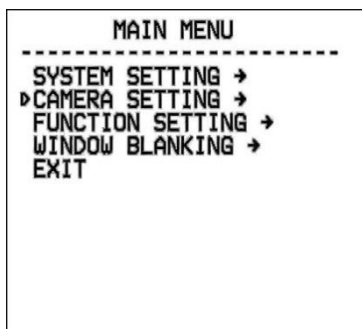 MAIN MENU
SYSTEM SETTING →
CAMERA SETTING →
FUNCTION SETTING →
WINDOW BLANKING →
EXIT